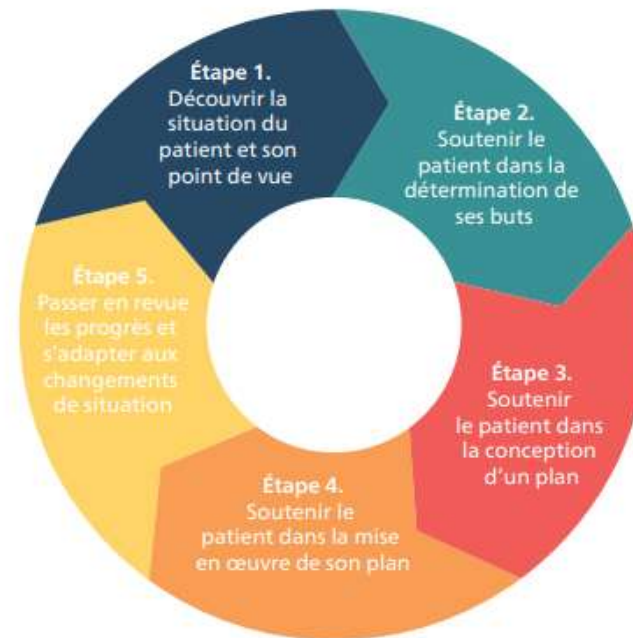 Étape 1.
Découvrir la
situation du
patient et son
point de vue
Étape 2.
Soutenir le
patient dans la
détermination de
ses buts
Étape 3.
Soutenir
le patient dans
la conception
d’un plan
Étape 4.
Soutenir le
patient dans la mise
en œuvre de son plan
Étape 5.
Passer en revue
les progrès et
s'adapter aux
changements
de situation